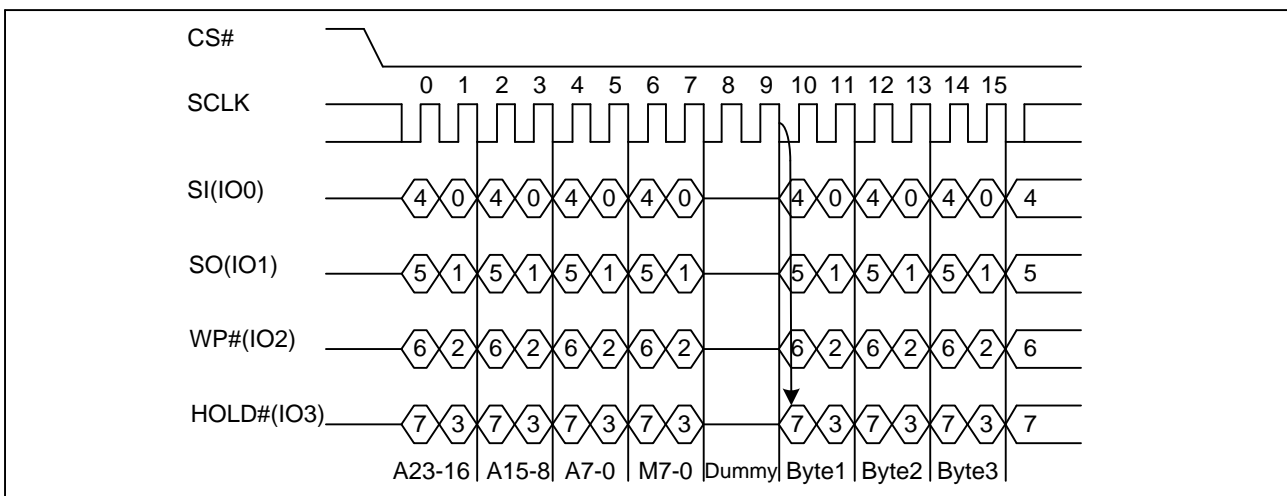 CS#
0 1 2 3 4 5 6 7 8 9 10 11 12 13 14 15
SCLK
SI(IO0) 4 0 4 0 4 0 4 0 4 0 4 0 4 0 4
SO(IO1) 5 1 5 1 5 1 5 1 5 1 5 1 5 1 5
WP#(IO2) 6 2 6 2 6 2 6 2 6 2 6 2 6 2 6
HOLD#(IO3) 7 3 7 3 7 3 7 3 7 3 7 3 7 3 7
A23-16 A15-8 A7-0 M7-0 Dummy Byte1 Byte2 Byte3